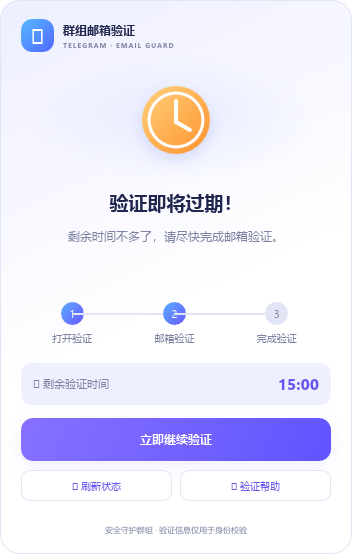 群组邮箱验证
TELEGRAM · EMAIL GUARD
验证即将过期！
剩余时间不多了，请尽快完成邮箱验证。
1 2 3
打开验证 邮箱验证 完成验证
剩余验证时间 15:00
立即继续验证
刷新状态 验证帮助
安全守护群组 · 验证信息仅用于身份校验